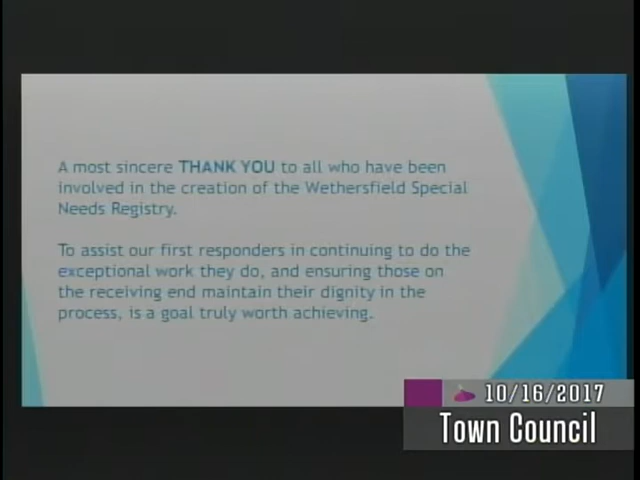 A most sincere THANK YOU to all who have been
involved in the creation of the Wethersfield Special
Needs Registry.
To assist our first responders in continuing to do the
exceptional work they do, and ensuring those on
the receiving end maintain their dignity in the
process, is a goal truly worth achieving.
10/16/2017
Town Council